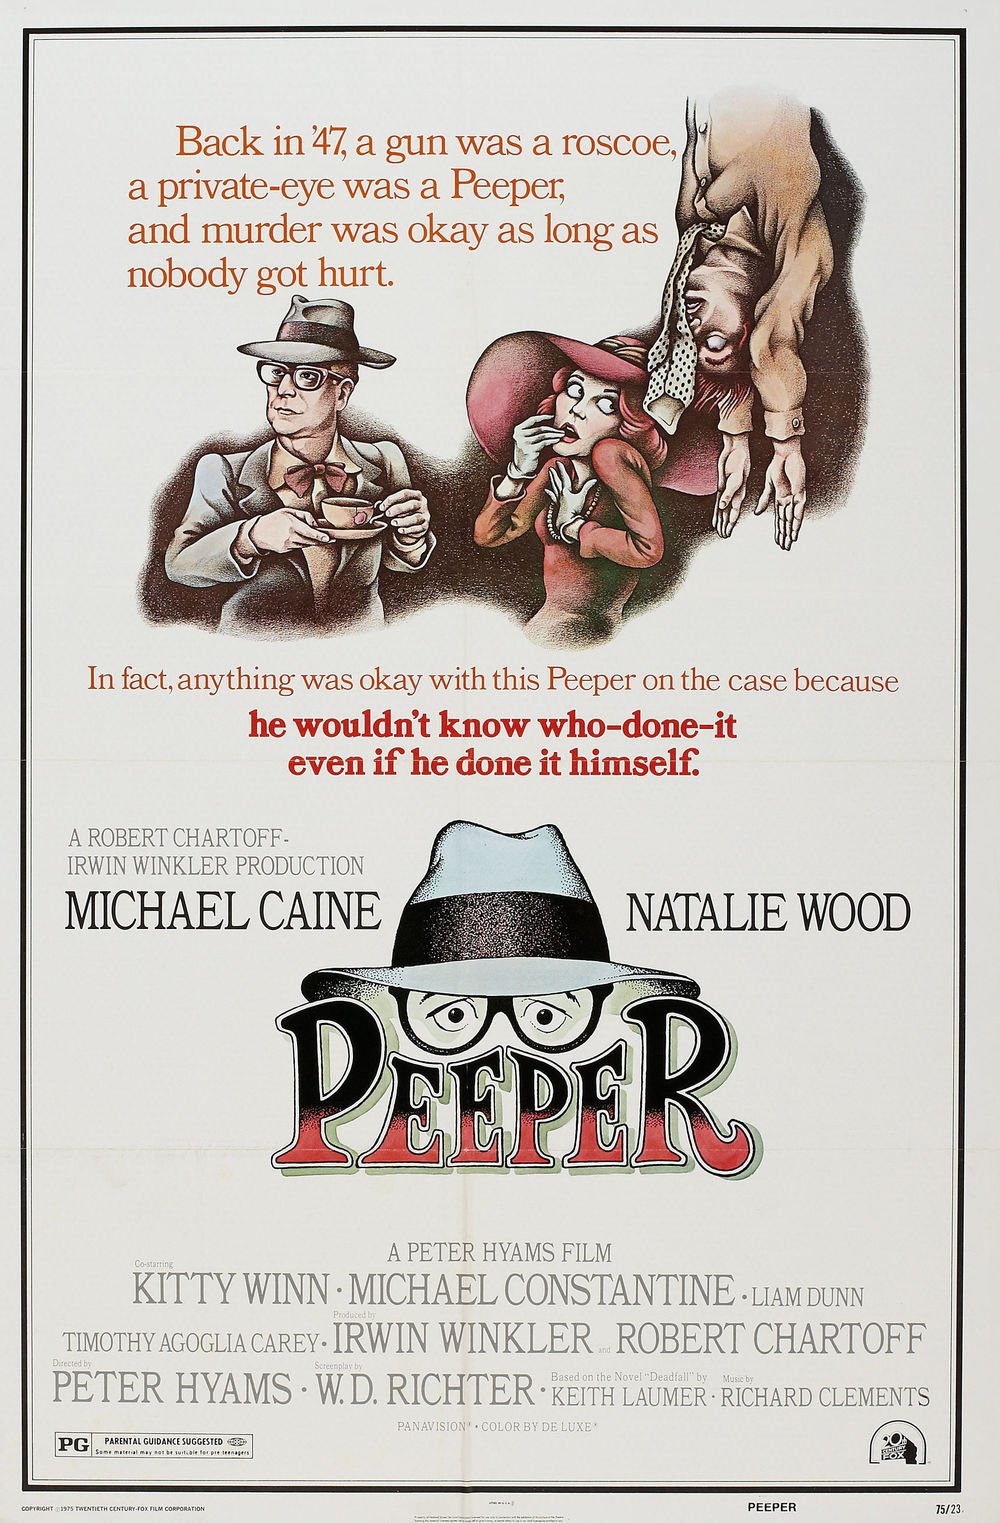 Back in '47, a gun was a roscoe,
a private-eye was a Peeper,
and murder was okay as long as
nobody got hurt.
In fact, anything was okay with this Peeper on the case because
he wouldn't know who-done-it
even if he done it himself.
A ROBERT CHARTOFF-
IRWIN WINKLER PRODUCTION
MICHAEL CAINE
NATALIE WOOD
PEEPER
A PETER HYAMS FILM
Co-starring
KITTY WINN · MICHAEL CONSTANTINE · LIAM DUNN
Produced by
TIMOTHY AGOGLIA CAREY · IRWIN WINKLER and ROBERT CHARTOFF
Directed by
Screenplay by
Based on the Novel "Deadfall" by
Music by
PETER HYAMS · W.D. RICHTER · KEITH LAUMER · RICHARD CLEMENTS
PANAVISION® · COLOR BY DE LUXE®
PG PARENTAL GUIDANCE SUGGESTED
Some material may not be suitable for pre-teenagers
20th
CENTURY
FOX
COPYRIGHT ©1975 TWENTIETH CENTURY-FOX FILM CORPORATION
PEEPER
75/23